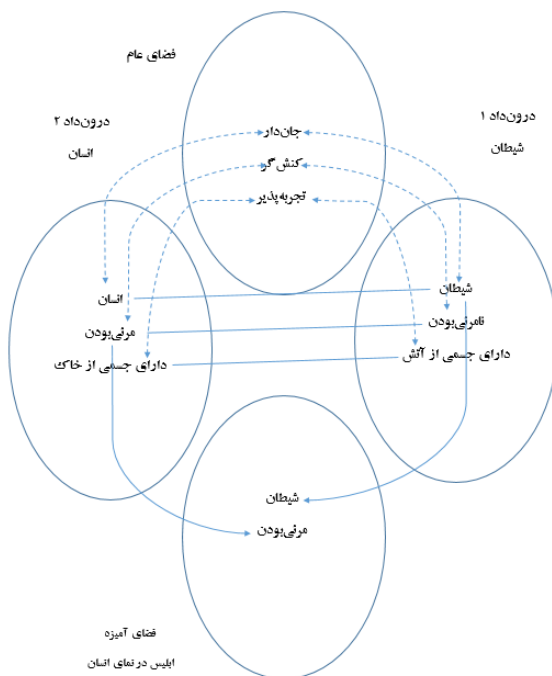 فضای عام
درون‌داد ۱
شیطان
درون‌داد ۲
انسان
جان‌دار
کنش‌گر
تجربه‌پذیر
شیطان
نامرئی‌بودن
دارای جسمی از آتش
انسان
مرئی‌بودن
دارای جسمی از خاک
شیطان
مرئی‌بودن
فضای آمیزه
ابلیس در نمای انسان